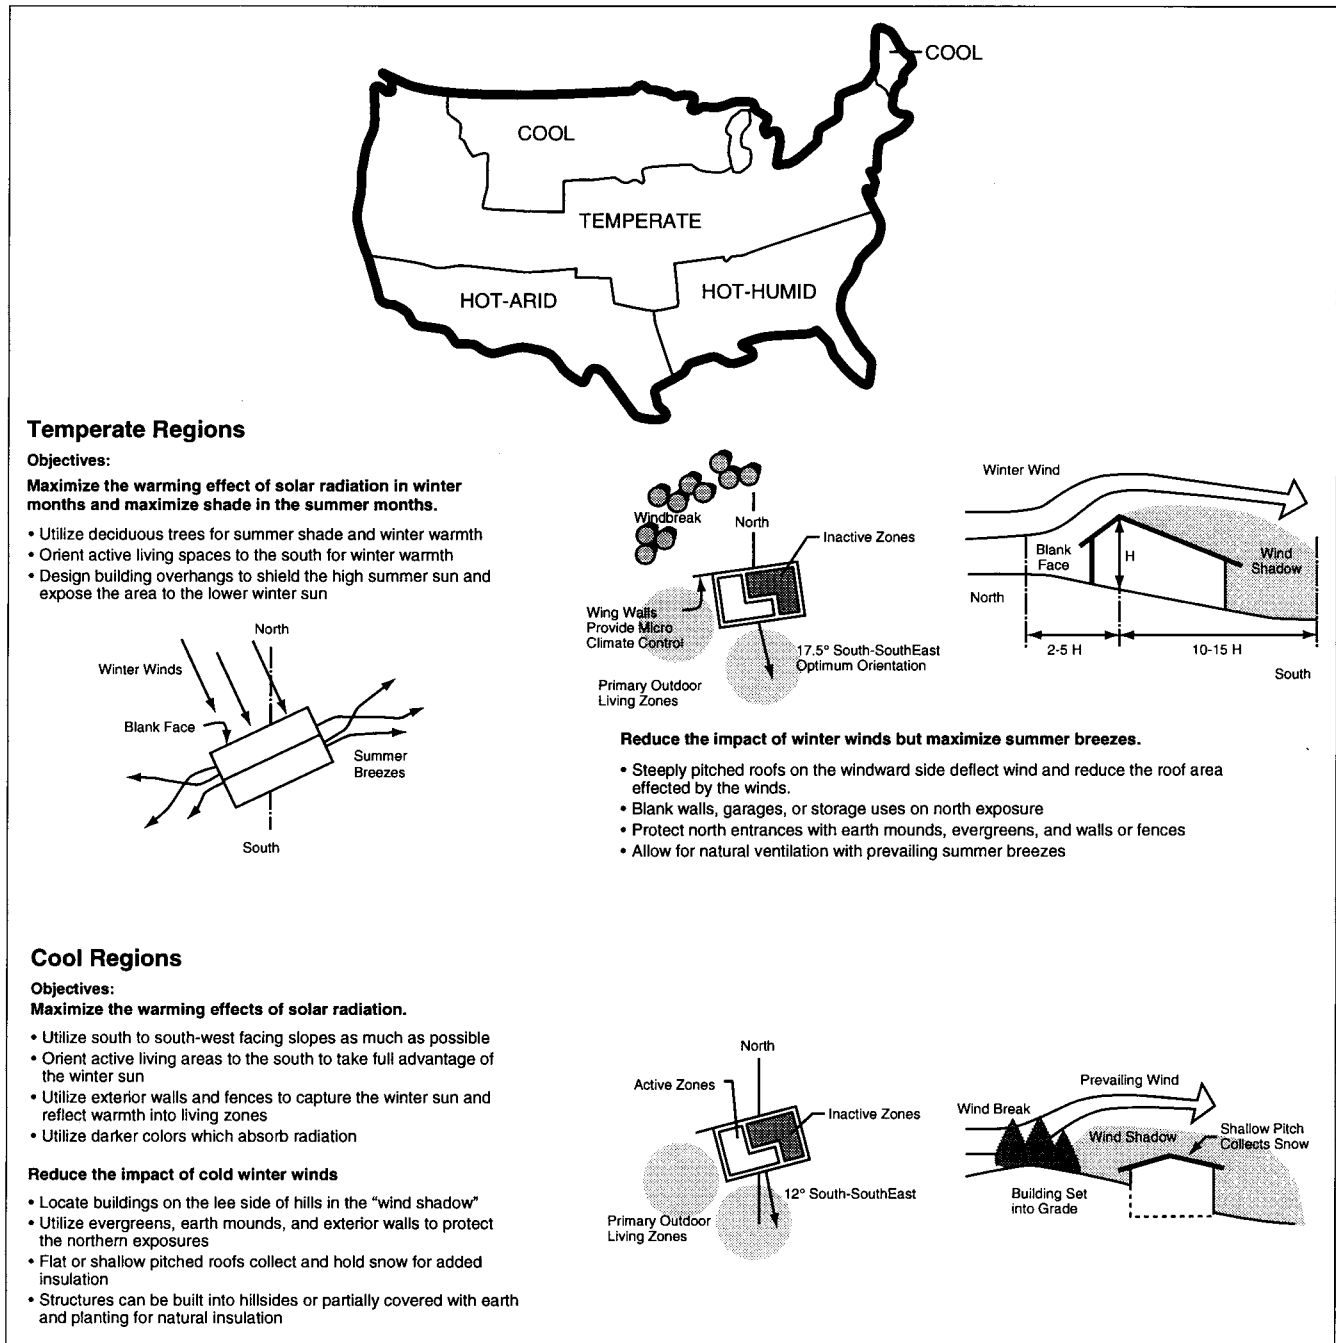 COOL
COOL
TEMPERATE
HOT-ARID
HOT-HUMID
Temperate Regions
Objectives:
Maximize the warming effect of solar radiation in winter
months and maximize shade in the summer months.
• Utilize deciduous trees for summer shade and winter warmth
• Orient active living spaces to the south for winter warmth
• Design building overhangs to shield the high summer sun and
expose the area to the lower winter sun
North
Winter Winds
Blank Face
Summer
Breezes
South
Windbreak
North
Inactive Zones
Wing Walls
Provide Micro
Climate Control
17.5° South-SouthEast
Optimum Orientation
Primary Outdoor
Living Zones
Winter Wind
Blank
Face
H
Wind
Shadow
North
2-5 H
10-15 H
South
Reduce the impact of winter winds but maximize summer breezes.
• Steeply pitched roofs on the windward side deflect wind and reduce the roof area
effected by the winds.
• Blank walls, garages, or storage uses on north exposure
• Protect north entrances with earth mounds, evergreens, and walls or fences
• Allow for natural ventilation with prevailing summer breezes
Cool Regions
Objectives:
Maximize the warming effects of solar radiation.
• Utilize south to south-west facing slopes as much as possible
• Orient active living areas to the south to take full advantage of
the winter sun
• Utilize exterior walls and fences to capture the winter sun and
reflect warmth into living zones
• Utilize darker colors which absorb radiation
Reduce the impact of cold winter winds
• Locate buildings on the lee side of hills in the "wind shadow"
• Utilize evergreens, earth mounds, and exterior walls to protect
the northern exposures
• Flat or shallow pitched roofs collect and hold snow for added
insulation
• Structures can be built into hillsides or partially covered with earth
and planting for natural insulation
North
Active Zones
Inactive Zones
12° South-SouthEast
Primary Outdoor
Living Zones
Prevailing Wind
Wind Break
Wind Shadow
Shallow Pitch
Collects Snow
Building Set
into Grade